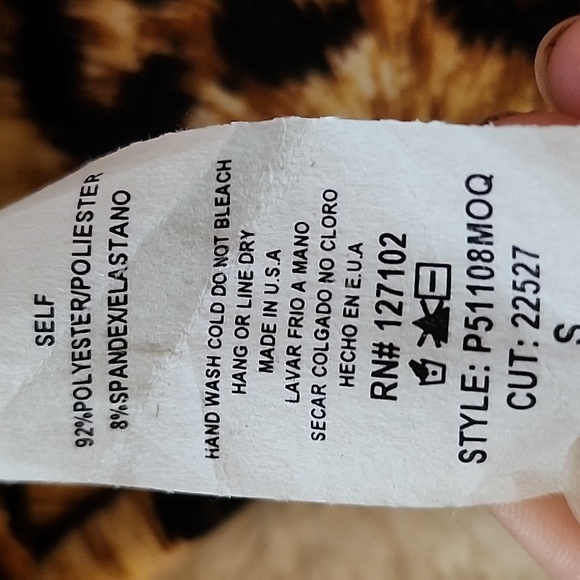 SELF
92%POLYESTER/POLIESTER
8%SPANDEX/ELASTANO
HAND WASH COLD DO NOT BLEACH
HANG OR LINE DRY
MADE IN U.S.A
LAVAR FRIO A MANO
SECAR COLGADO NO CLORO
HECHO EN E.U.A
RN# 127102
STYLE: P51108MOQ
CUT: 22527
S